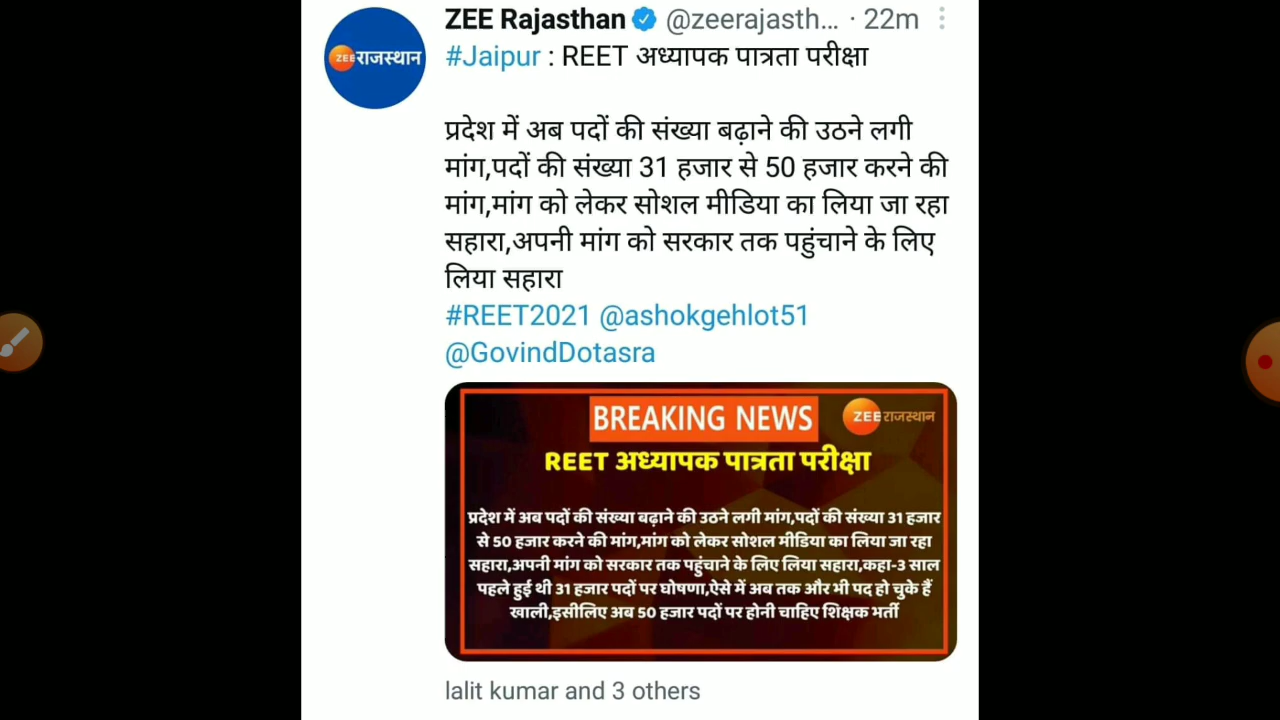 ZEE Rajasthan @zeerajasth... · 22m
ZEE राजस्थान
#Jaipur : REET अध्यापक पात्रता परीक्षा
प्रदेश में अब पदों की संख्या बढ़ाने की उठने लगी
मांग,पदों की संख्या 31 हजार से 50 हजार करने की
मांग,मांग को लेकर सोशल मीडिया का लिया जा रहा
सहारा,अपनी मांग को सरकार तक पहुंचाने के लिए
लिया सहारा
#REET2021 @ashokgehlot51
@GovindDotasra
BREAKING NEWS
ZEE राजस्थान
REET अध्यापक पात्रता परीक्षा
प्रदेश में अब पदों की संख्या बढ़ाने की उठने लगी मांग,पदों की संख्या 31 हजार
से 50 हजार करने की मांग,मांग को लेकर सोशल मीडिया का लिया जा रहा
सहारा,अपनी मांग को सरकार तक पहुंचाने के लिए लिया सहारा,कहा-3 साल
पहले हुई थी 31 हजार पदों पर घोषणा,ऐसे में अब तक और भी पद हो चुके हैं
खाली,इसीलिए अब 50 हजार पदों पर होनी चाहिए शिक्षक भर्ती
lalit kumar and 3 others